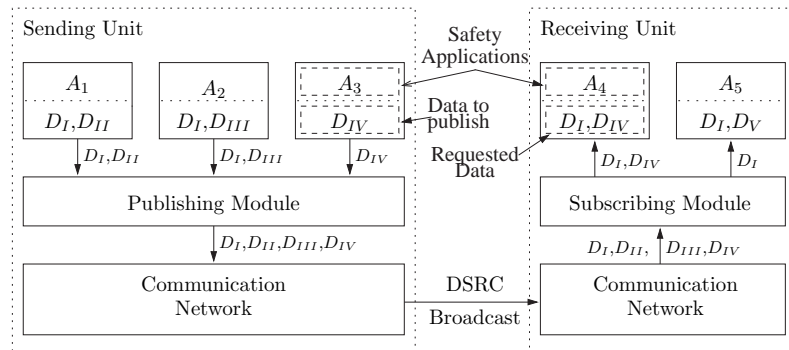 Sending Unit
Safety Applications
Receiving Unit
A₁
A₂
A₃
A₄
A₅
D_I,D_II
D_I,D_III
D_IV
Data to publish
D_I,D_IV
D_I,D_V
D_I,D_II
D_I,D_III
D_IV
Requested Data
D_I,D_IV
D_I
Publishing Module
Subscribing Module
D_I,D_II,D_III,D_IV
D_I,D_II,
D_III,D_IV
Communication
Network
DSRC
Broadcast
Communication
Network